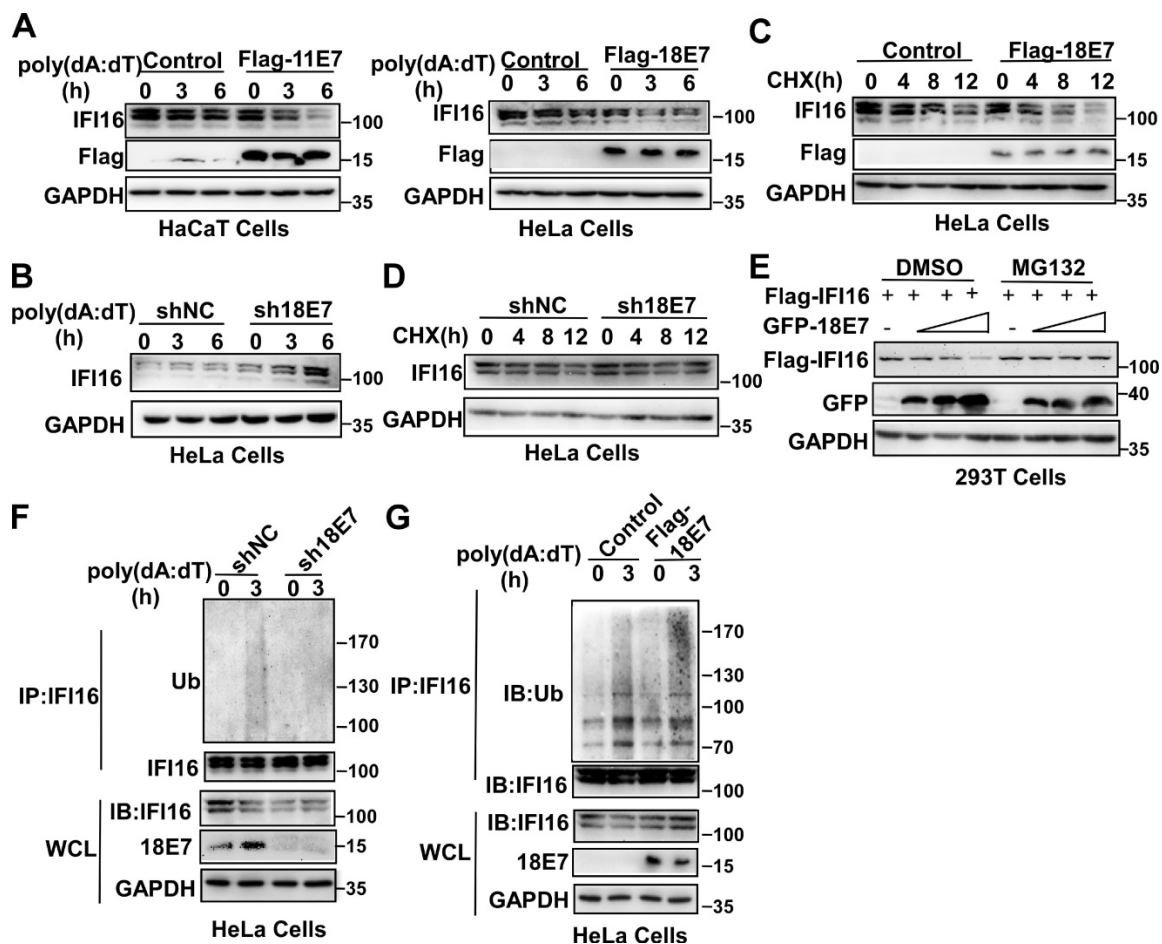 A
poly(dA:dT) Control Flag-11E7
(h) 0 3 6 0 3 6
IFI16 –100
Flag –15
GAPDH –35
HaCaT Cells
poly(dA:dT) Control Flag-18E7
(h) 0 3 6 0 3 6
IFI16 –100
Flag –15
GAPDH –35
HeLa Cells
C
Control Flag-18E7
CHX(h) 0 4 8 12 0 4 8 12
IFI16 –100
Flag –15
GAPDH –35
HeLa Cells
B
poly(dA:dT) shNC sh18E7
(h) 0 3 6 0 3 6
IFI16 –100
GAPDH –35
HeLa Cells
D
shNC sh18E7
CHX(h) 0 4 8 12 0 4 8 12
IFI16 –100
GAPDH –35
HeLa Cells
E
DMSO MG132
Flag-IFI16 + + + + + + + +
GFP-18E7 - -
Flag-IFI16 –100
GFP –40
GAPDH –35
293T Cells
F
shNC sh18E7
poly(dA:dT) 0 3 0 3
(h)
–170
IP:IFI16 Ub –130
–100
IFI16 –100
IB:IFI16 –100
WCL 18E7 –15
GAPDH –35
HeLa Cells
G
Control Flag-18E7
poly(dA:dT) 0 3 0 3
(h)
–170
IP:IFI16 IB:Ub –130
–100
–70
IB:IFI16 –100
IB:IFI16 –100
WCL 18E7 –15
GAPDH –35
HeLa Cells